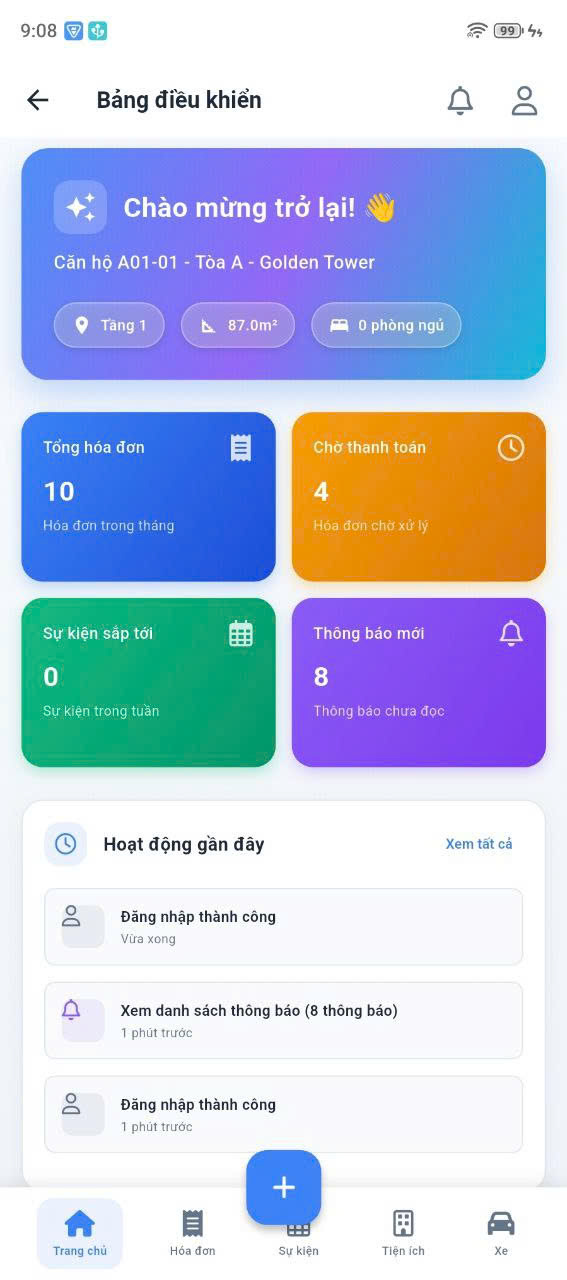 9:08
99
Bảng điều khiển
Chào mừng trở lại! 👋
Căn hộ A01-01 - Tòa A - Golden Tower
Tầng 1
87.0m²
0 phòng ngủ
Tổng hóa đơn
10
Hóa đơn trong tháng
Chờ thanh toán
4
Hóa đơn chờ xử lý
Sự kiện sắp tới
0
Sự kiện trong tuần
Thông báo mới
8
Thông báo chưa đọc
Hoạt động gần đây
Xem tất cả
Đăng nhập thành công
Vừa xong
Xem danh sách thông báo (8 thông báo)
1 phút trước
Đăng nhập thành công
1 phút trước
Trang chủ
Hóa đơn
Sự kiện
Tiện ích
Xe